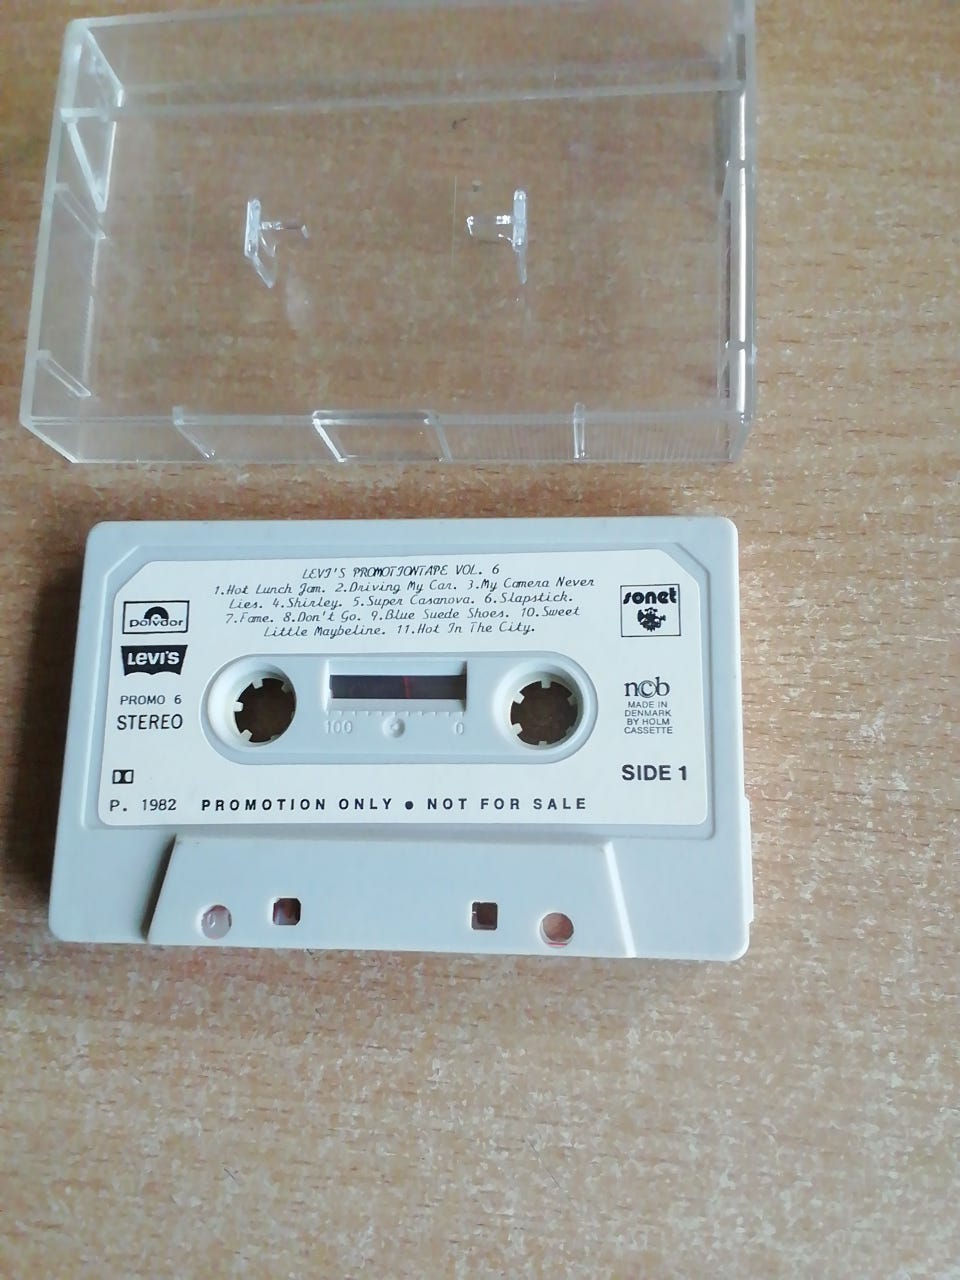 LEVI'S PROMOTIONTAPE VOL. 6
1.Hot Lunch Jam. 2.Driving My Car. 3.My Camera Never
Lies. 4.Shirley. 5.Super Casanova. 6.Slapstick.
7.Fame. 8.Don't Go. 9.Blue Suede Shoes. 10.Sweet
Little Maybeline. 11.Hot In The City.
Polydor
sonet
LEVI'S
PROMO 6
STEREO
ncb
MADE IN
DENMARK
BY HOLM
CASSETTE
100 0
SIDE 1
P. 1982 PROMOTION ONLY ● NOT FOR SALE